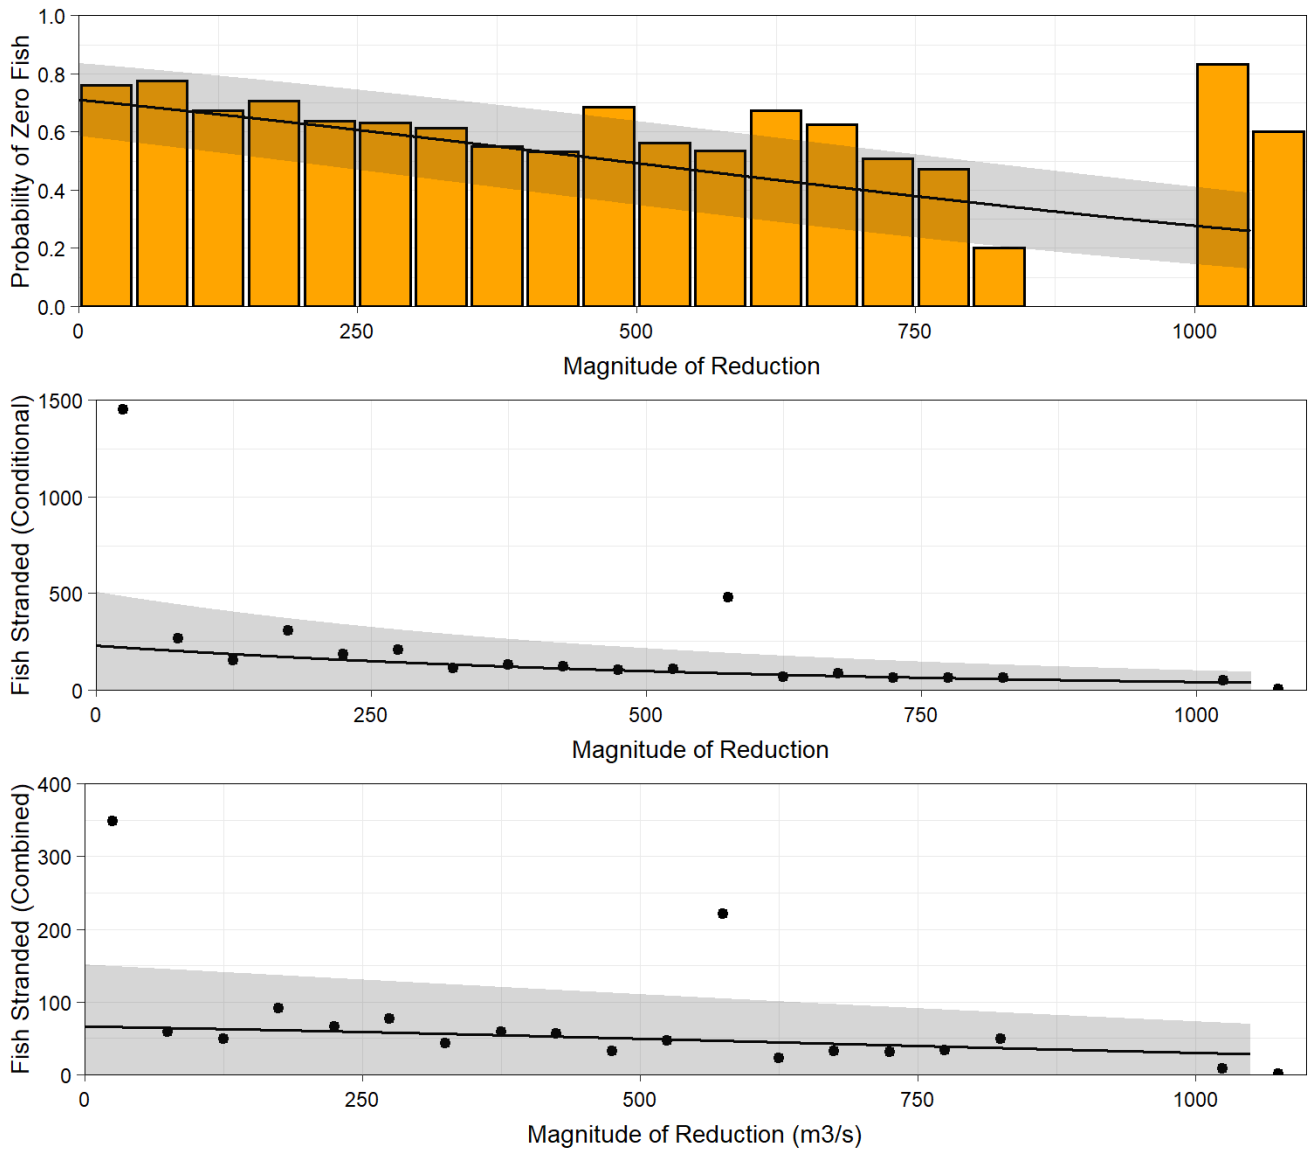 Probability of Zero Fish
1.0
0.8
0.6
0.4
0.2
0.0
0 250 500 750 1000
Magnitude of Reduction
Fish Stranded (Conditional)
1500
1000
500
0
0 250 500 750 1000
Magnitude of Reduction
Fish Stranded (Combined)
400
300
200
100
0
0 250 500 750 1000
Magnitude of Reduction (m3/s)